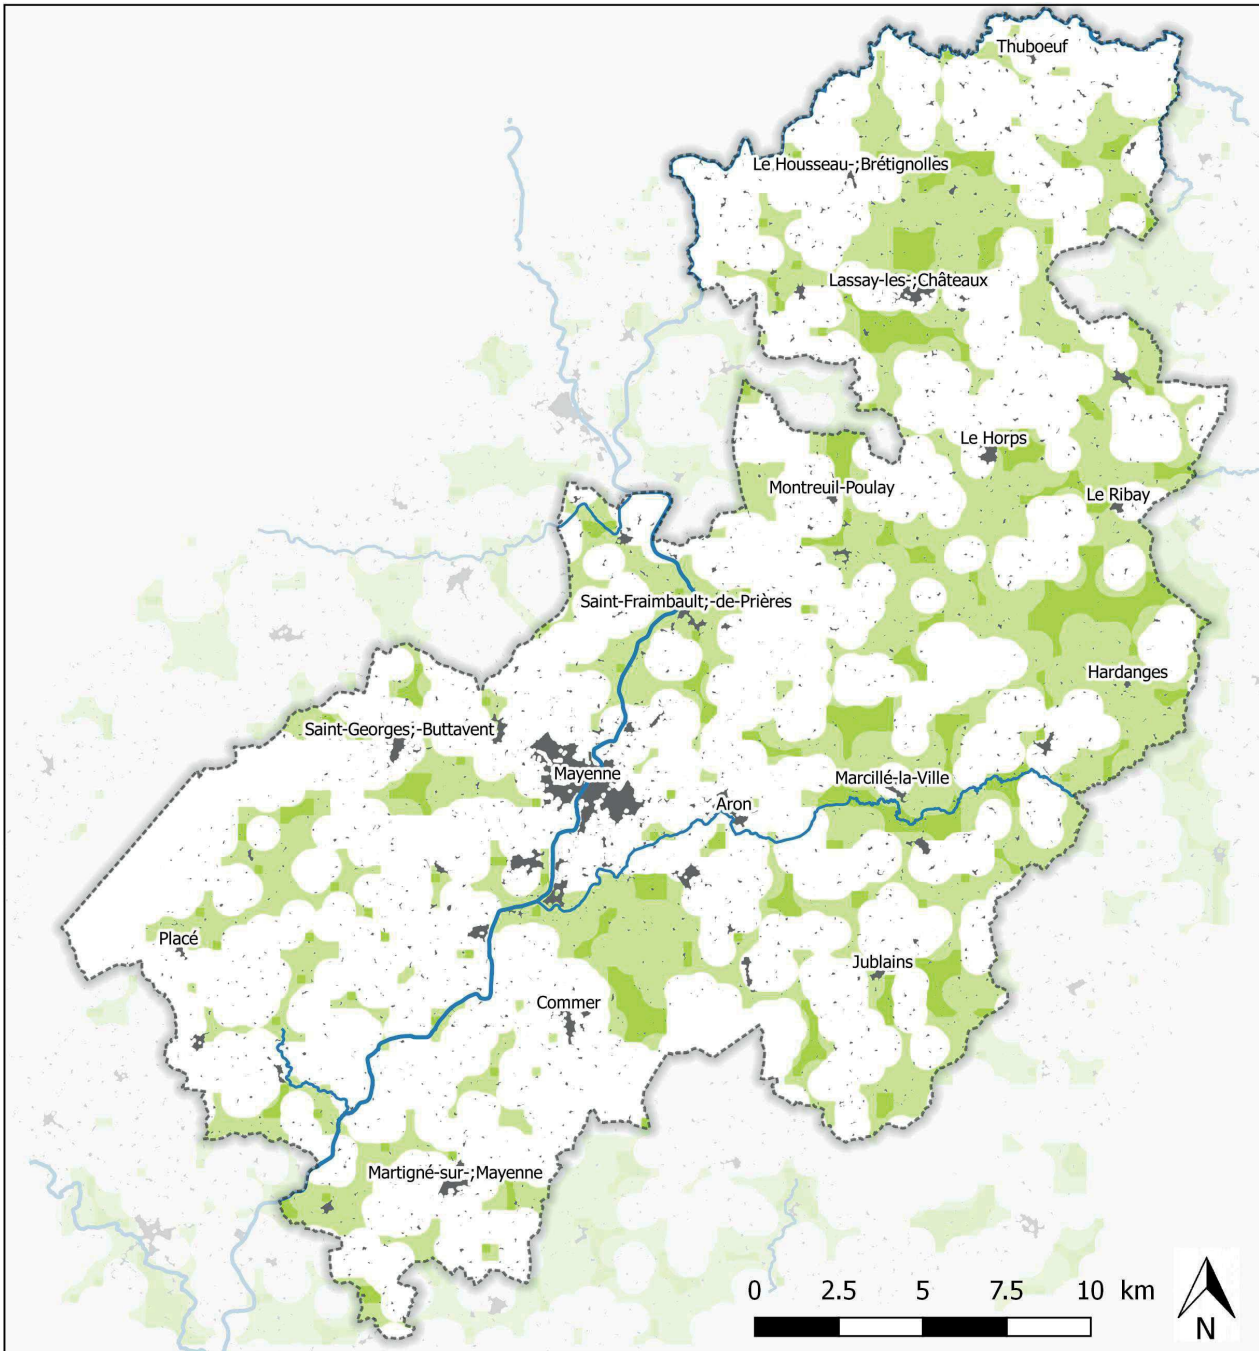 Thuboeuf
Le Housseau-;Brétignolles
Lassay-les-;Châteaux
Le Horps
Montreuil-Poulay
Le Ribay
Saint-Fraimbault;-de-Prières
Hardanges
Saint-Georges;-Buttavent
Mayenne
Marcillé-la-Ville
Aron
Placé
Jublains
Commer
Martigné-sur-;Mayenne
0 2.5 5 7.5 10 km
N